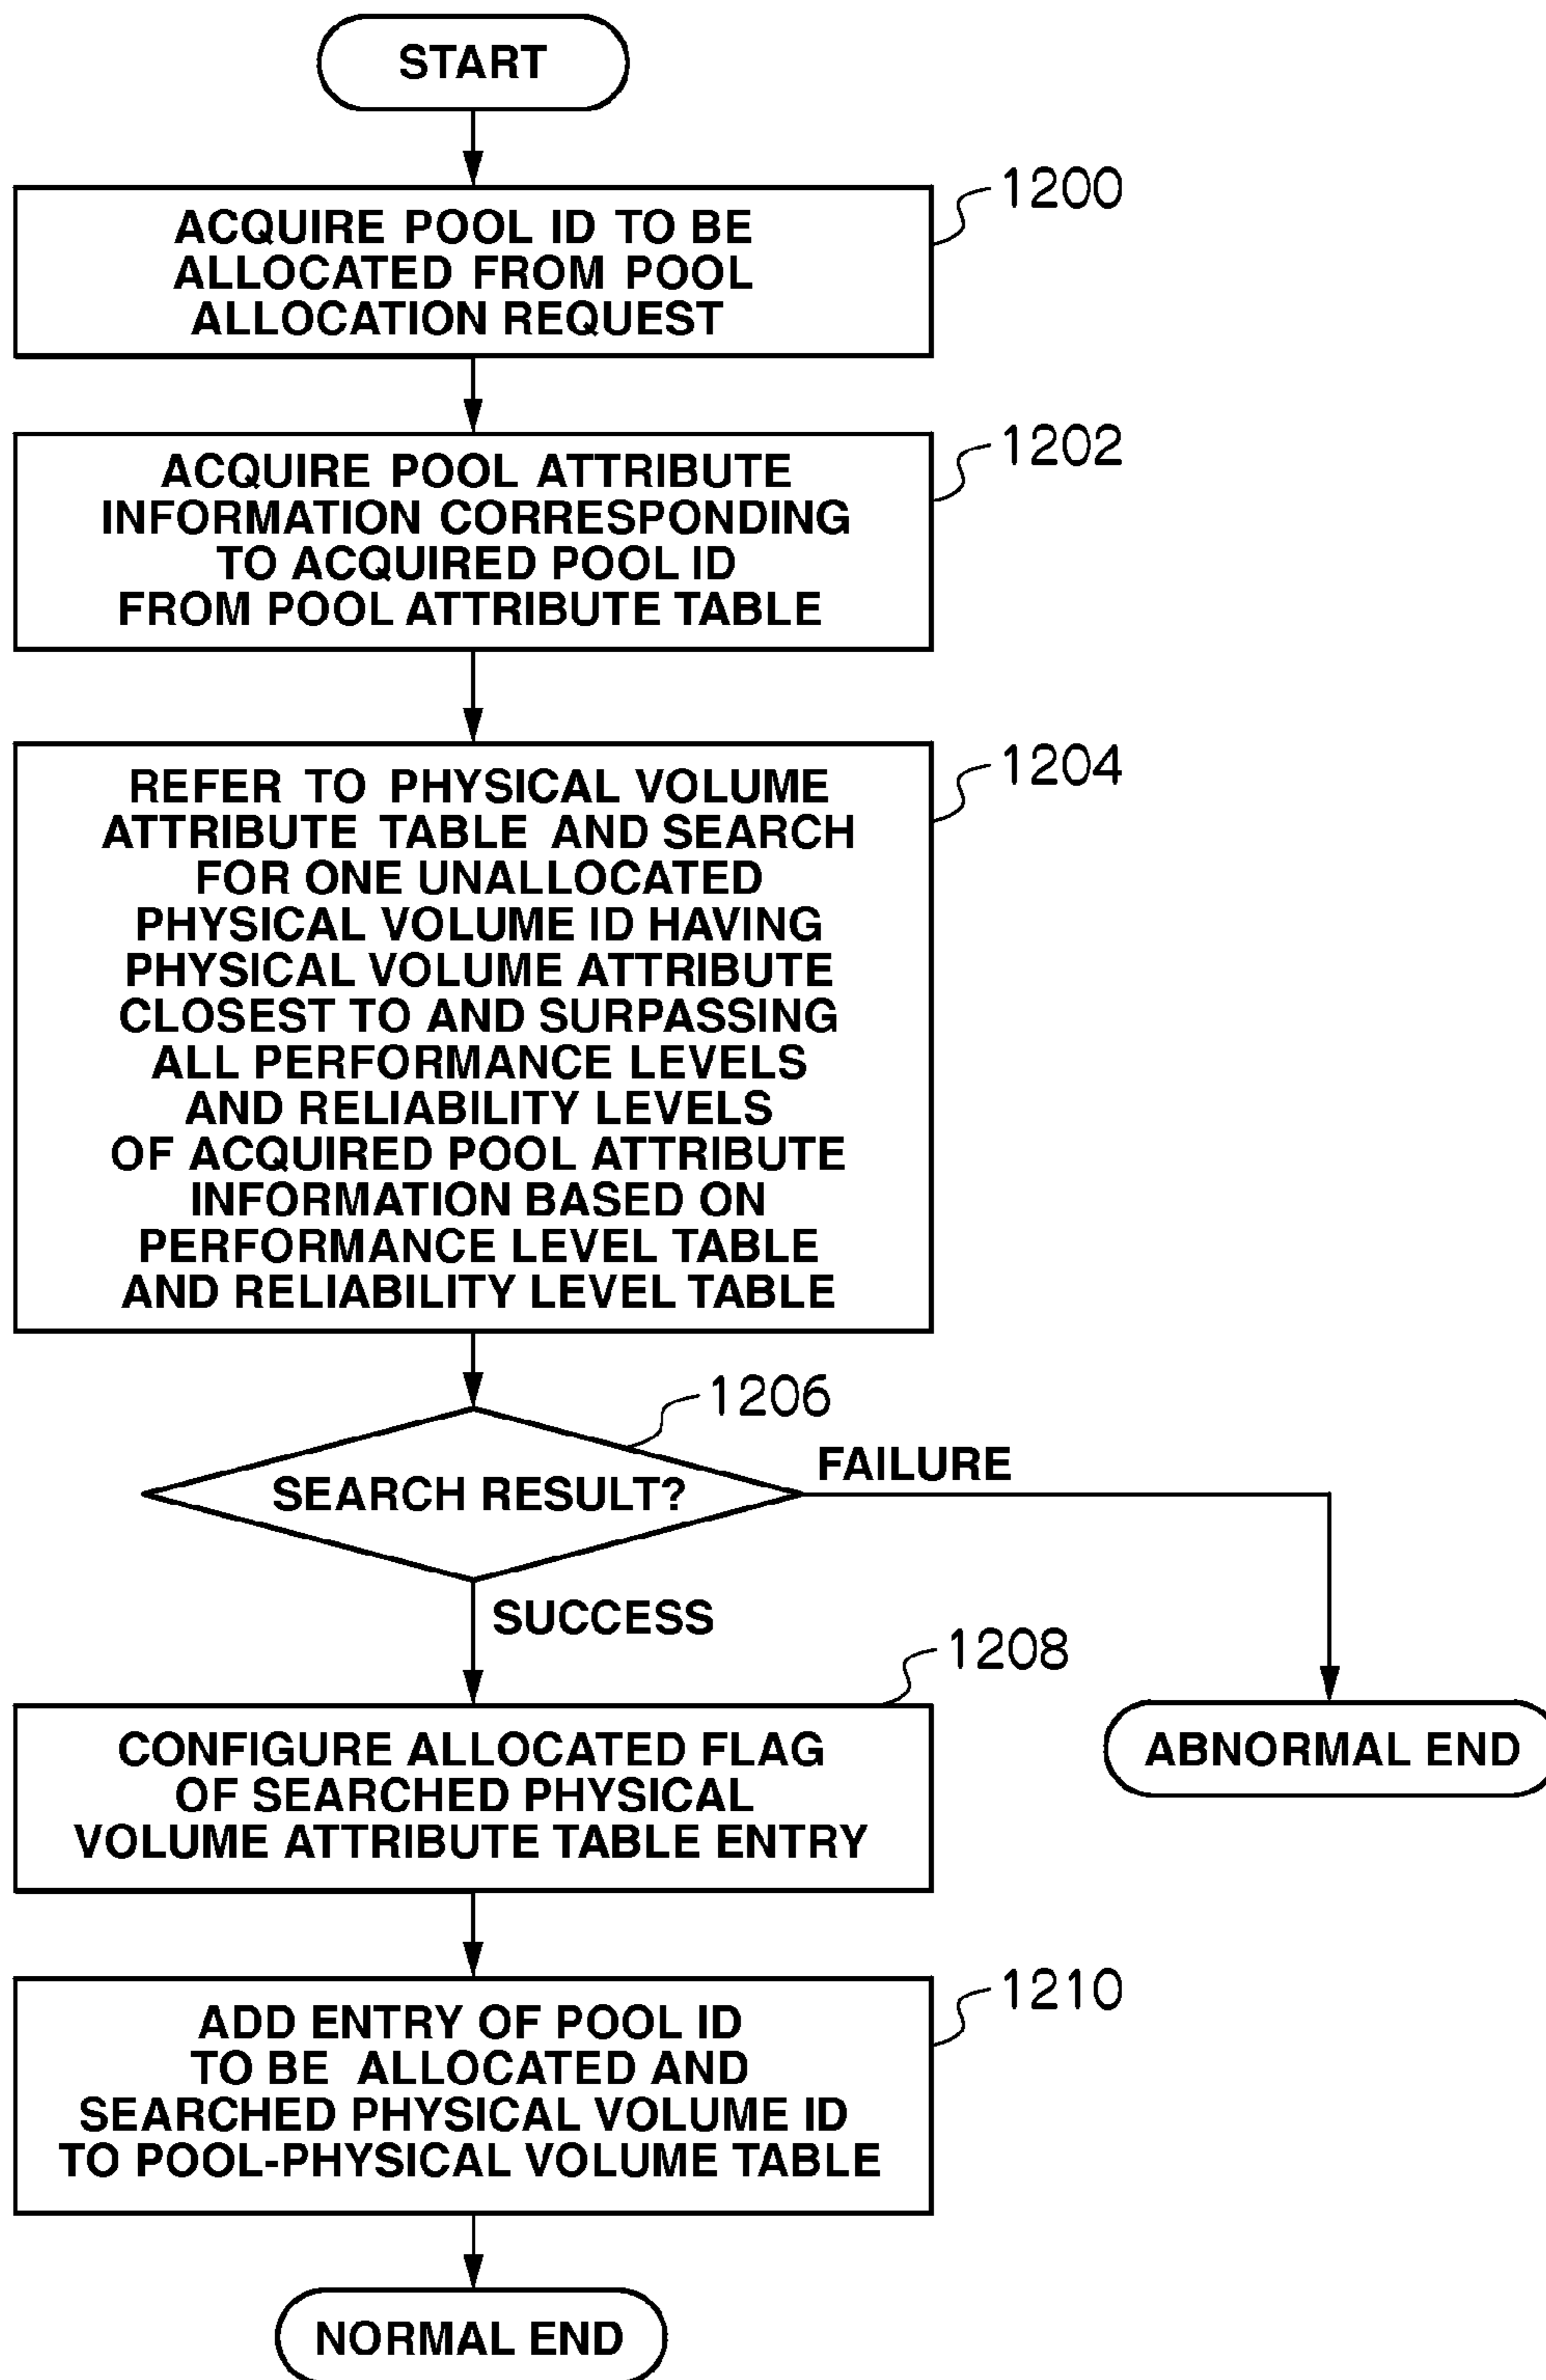 START
1200
ACQUIRE POOL ID TO BE
ALLOCATED FROM POOL
ALLOCATION REQUEST
1202
ACQUIRE POOL ATTRIBUTE
INFORMATION CORRESPONDING
TO ACQUIRED POOL ID
FROM POOL ATTRIBUTE TABLE
1204
REFER TO PHYSICAL VOLUME
ATTRIBUTE TABLE AND SEARCH
FOR ONE UNALLOCATED
PHYSICAL VOLUME ID HAVING
PHYSICAL VOLUME ATTRIBUTE
CLOSEST TO AND SURPASSING
ALL PERFORMANCE LEVELS
AND RELIABILITY LEVELS
OF ACQUIRED POOL ATTRIBUTE
INFORMATION BASED ON
PERFORMANCE LEVEL TABLE
AND RELIABILITY LEVEL TABLE
1206
SEARCH RESULT?
FAILURE
SUCCESS
1208
CONFIGURE ALLOCATED FLAG
OF SEARCHED PHYSICAL
VOLUME ATTRIBUTE TABLE ENTRY
ABNORMAL END
1210
ADD ENTRY OF POOL ID
TO BE ALLOCATED AND
SEARCHED PHYSICAL VOLUME ID
TO POOL-PHYSICAL VOLUME TABLE
NORMAL END